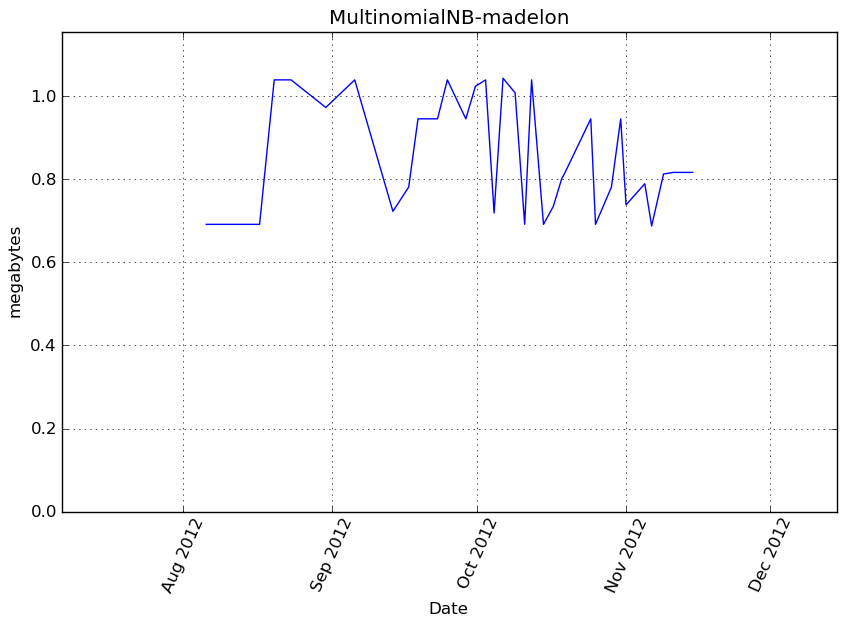 MultinomialNB-madelon
megabytes
1.0
0.8
0.6
0.4
0.2
0.0
Aug 2012
Sep 2012
Oct 2012
Nov 2012
Dec 2012
Date